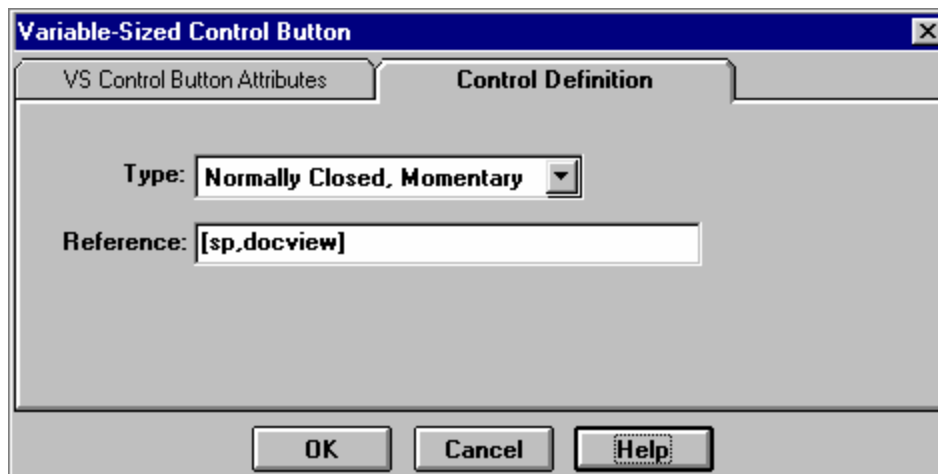 Variable-Sized Control Button
VS Control Button Attributes
Control Definition
Type: Normally Closed, Momentary
Reference: [sp,docview]
OK Cancel Help